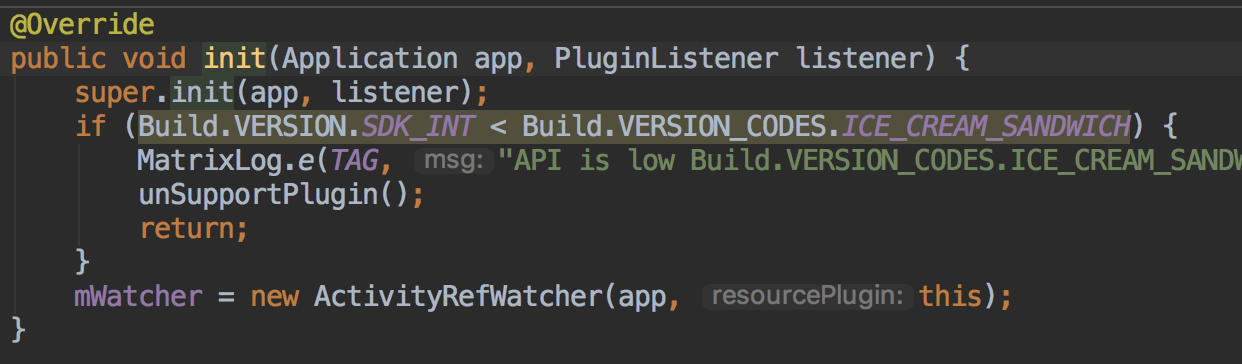 @Override
public void init(Application app, PluginListener listener) {
super.init(app, listener);
if (Build.VERSION.SDK_INT < Build.VERSION_CODES.ICE_CREAM_SANDWICH) {
MatrixLog.e(TAG, msg: "API is low Build.VERSION_CODES.ICE_CREAM_SAND
unSupportPlugin();
return;
}
mWatcher = new ActivityRefWatcher(app, resourcePlugin: this);
}